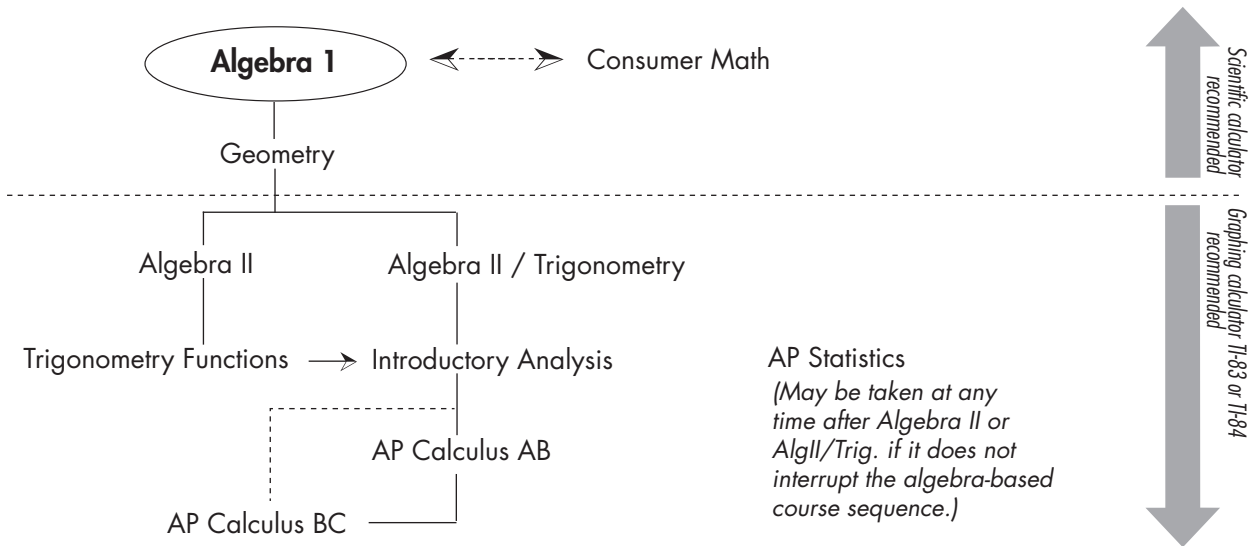 Algebra 1
Consumer Math
Geometry
Scientific calculator
recommended
Algebra II
Algebra II / Trigonometry
Trigonometry Functions
Introductory Analysis
AP Calculus AB
AP Calculus BC
AP Statistics
(May be taken at any
time after Algebra II or
AlgII/Trig. if it does not
interrupt the algebra-based
course sequence.)
Graphing calculator TI-83 or TI-84
recommended